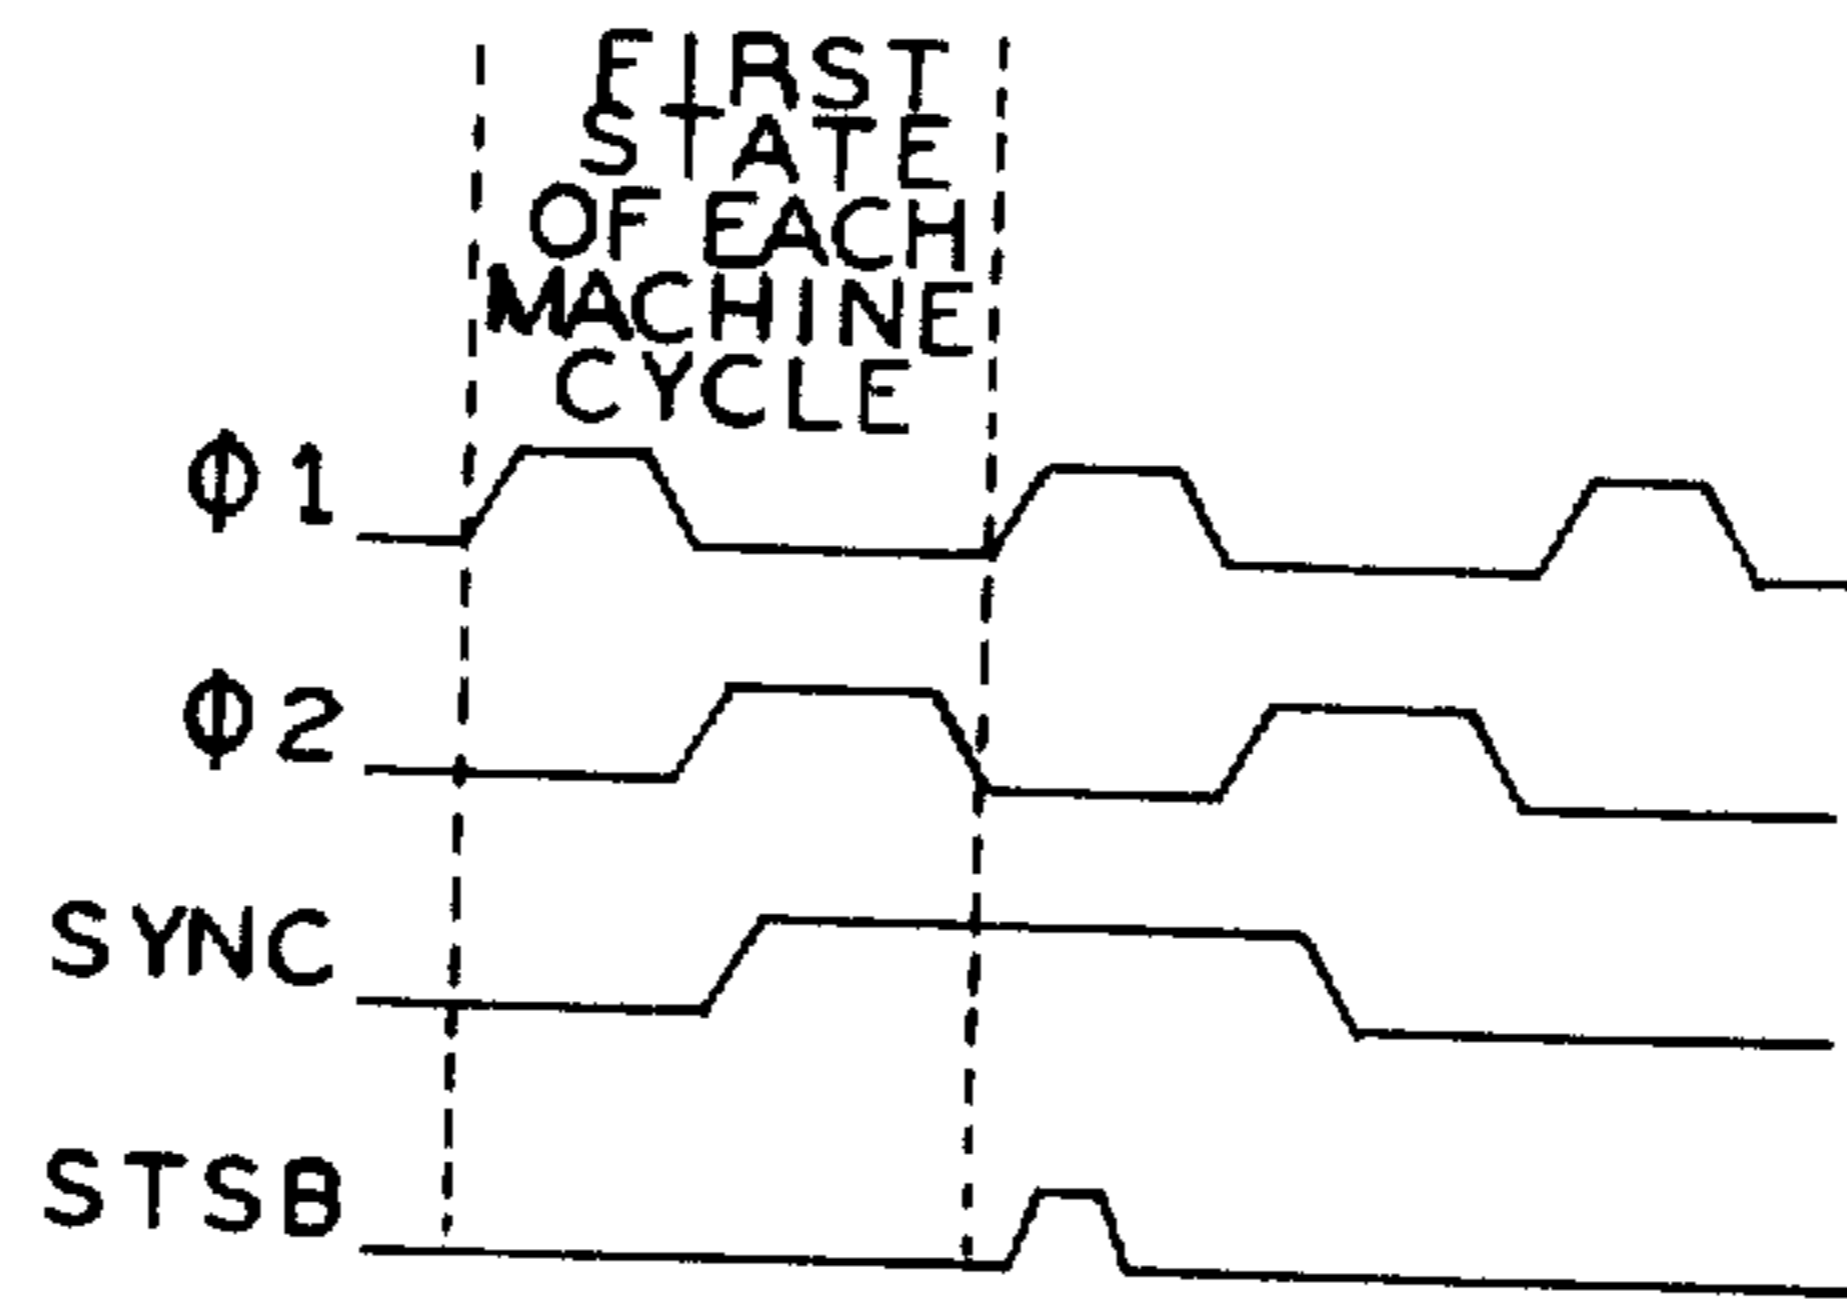 FIRST
STATE
OF EACH
MACHINE
CYCLE
Φ1
Φ2
SYNC
STSB